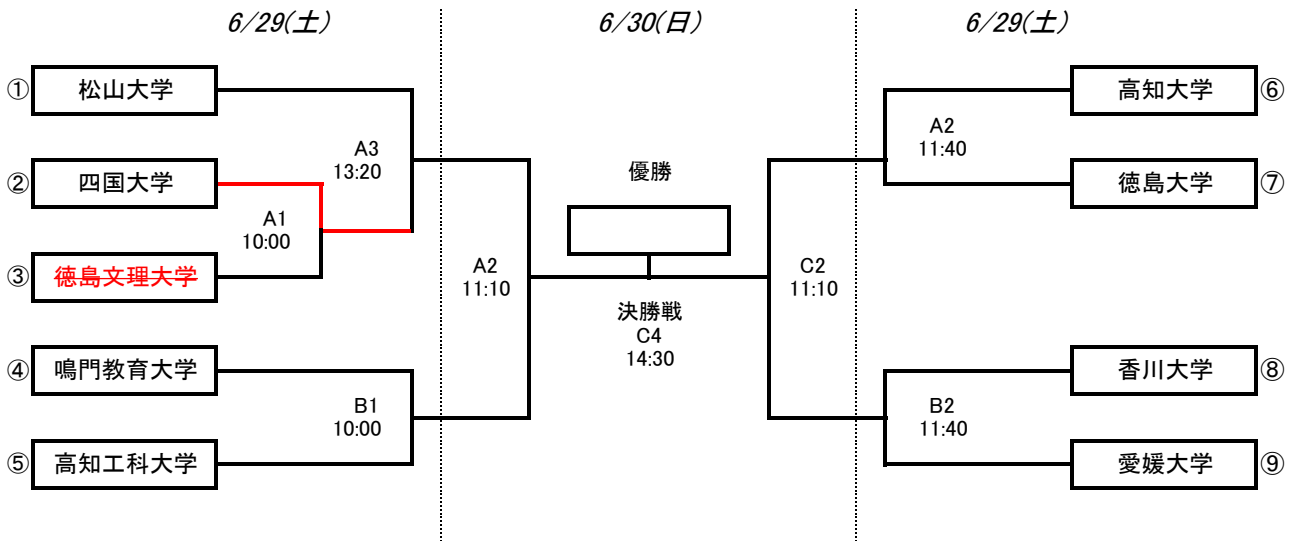 6/29(土)
6/30(日)
6/29(土)
① 松山大学
② 四国大学
③ 徳島文理大学
④ 鳴門教育大学
⑤ 高知工科大学
A3
13:20
A1
10:00
B1
10:00
A2
11:10
優勝
決勝戦
C4
14:30
C2
11:10
A2
11:40
B2
11:40
高知大学 ⑥
徳島大学 ⑦
香川大学 ⑧
愛媛大学 ⑨